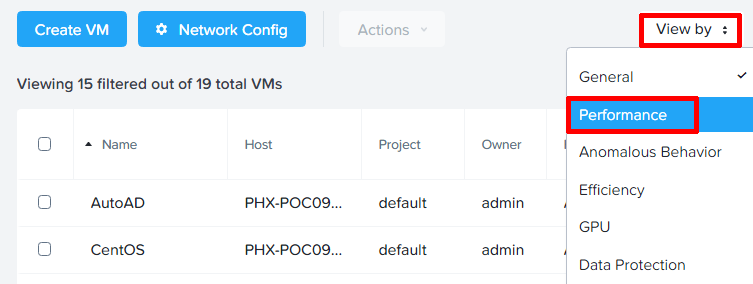 Create VM
Network Config
Actions
View by
General
Performance
Anomalous Behavior
Efficiency
GPU
Data Protection
Viewing 15 filtered out of 19 total VMs
Name Host Project Owner
AutoAD PHX-POC09... default admin
CentOS PHX-POC09... default admin